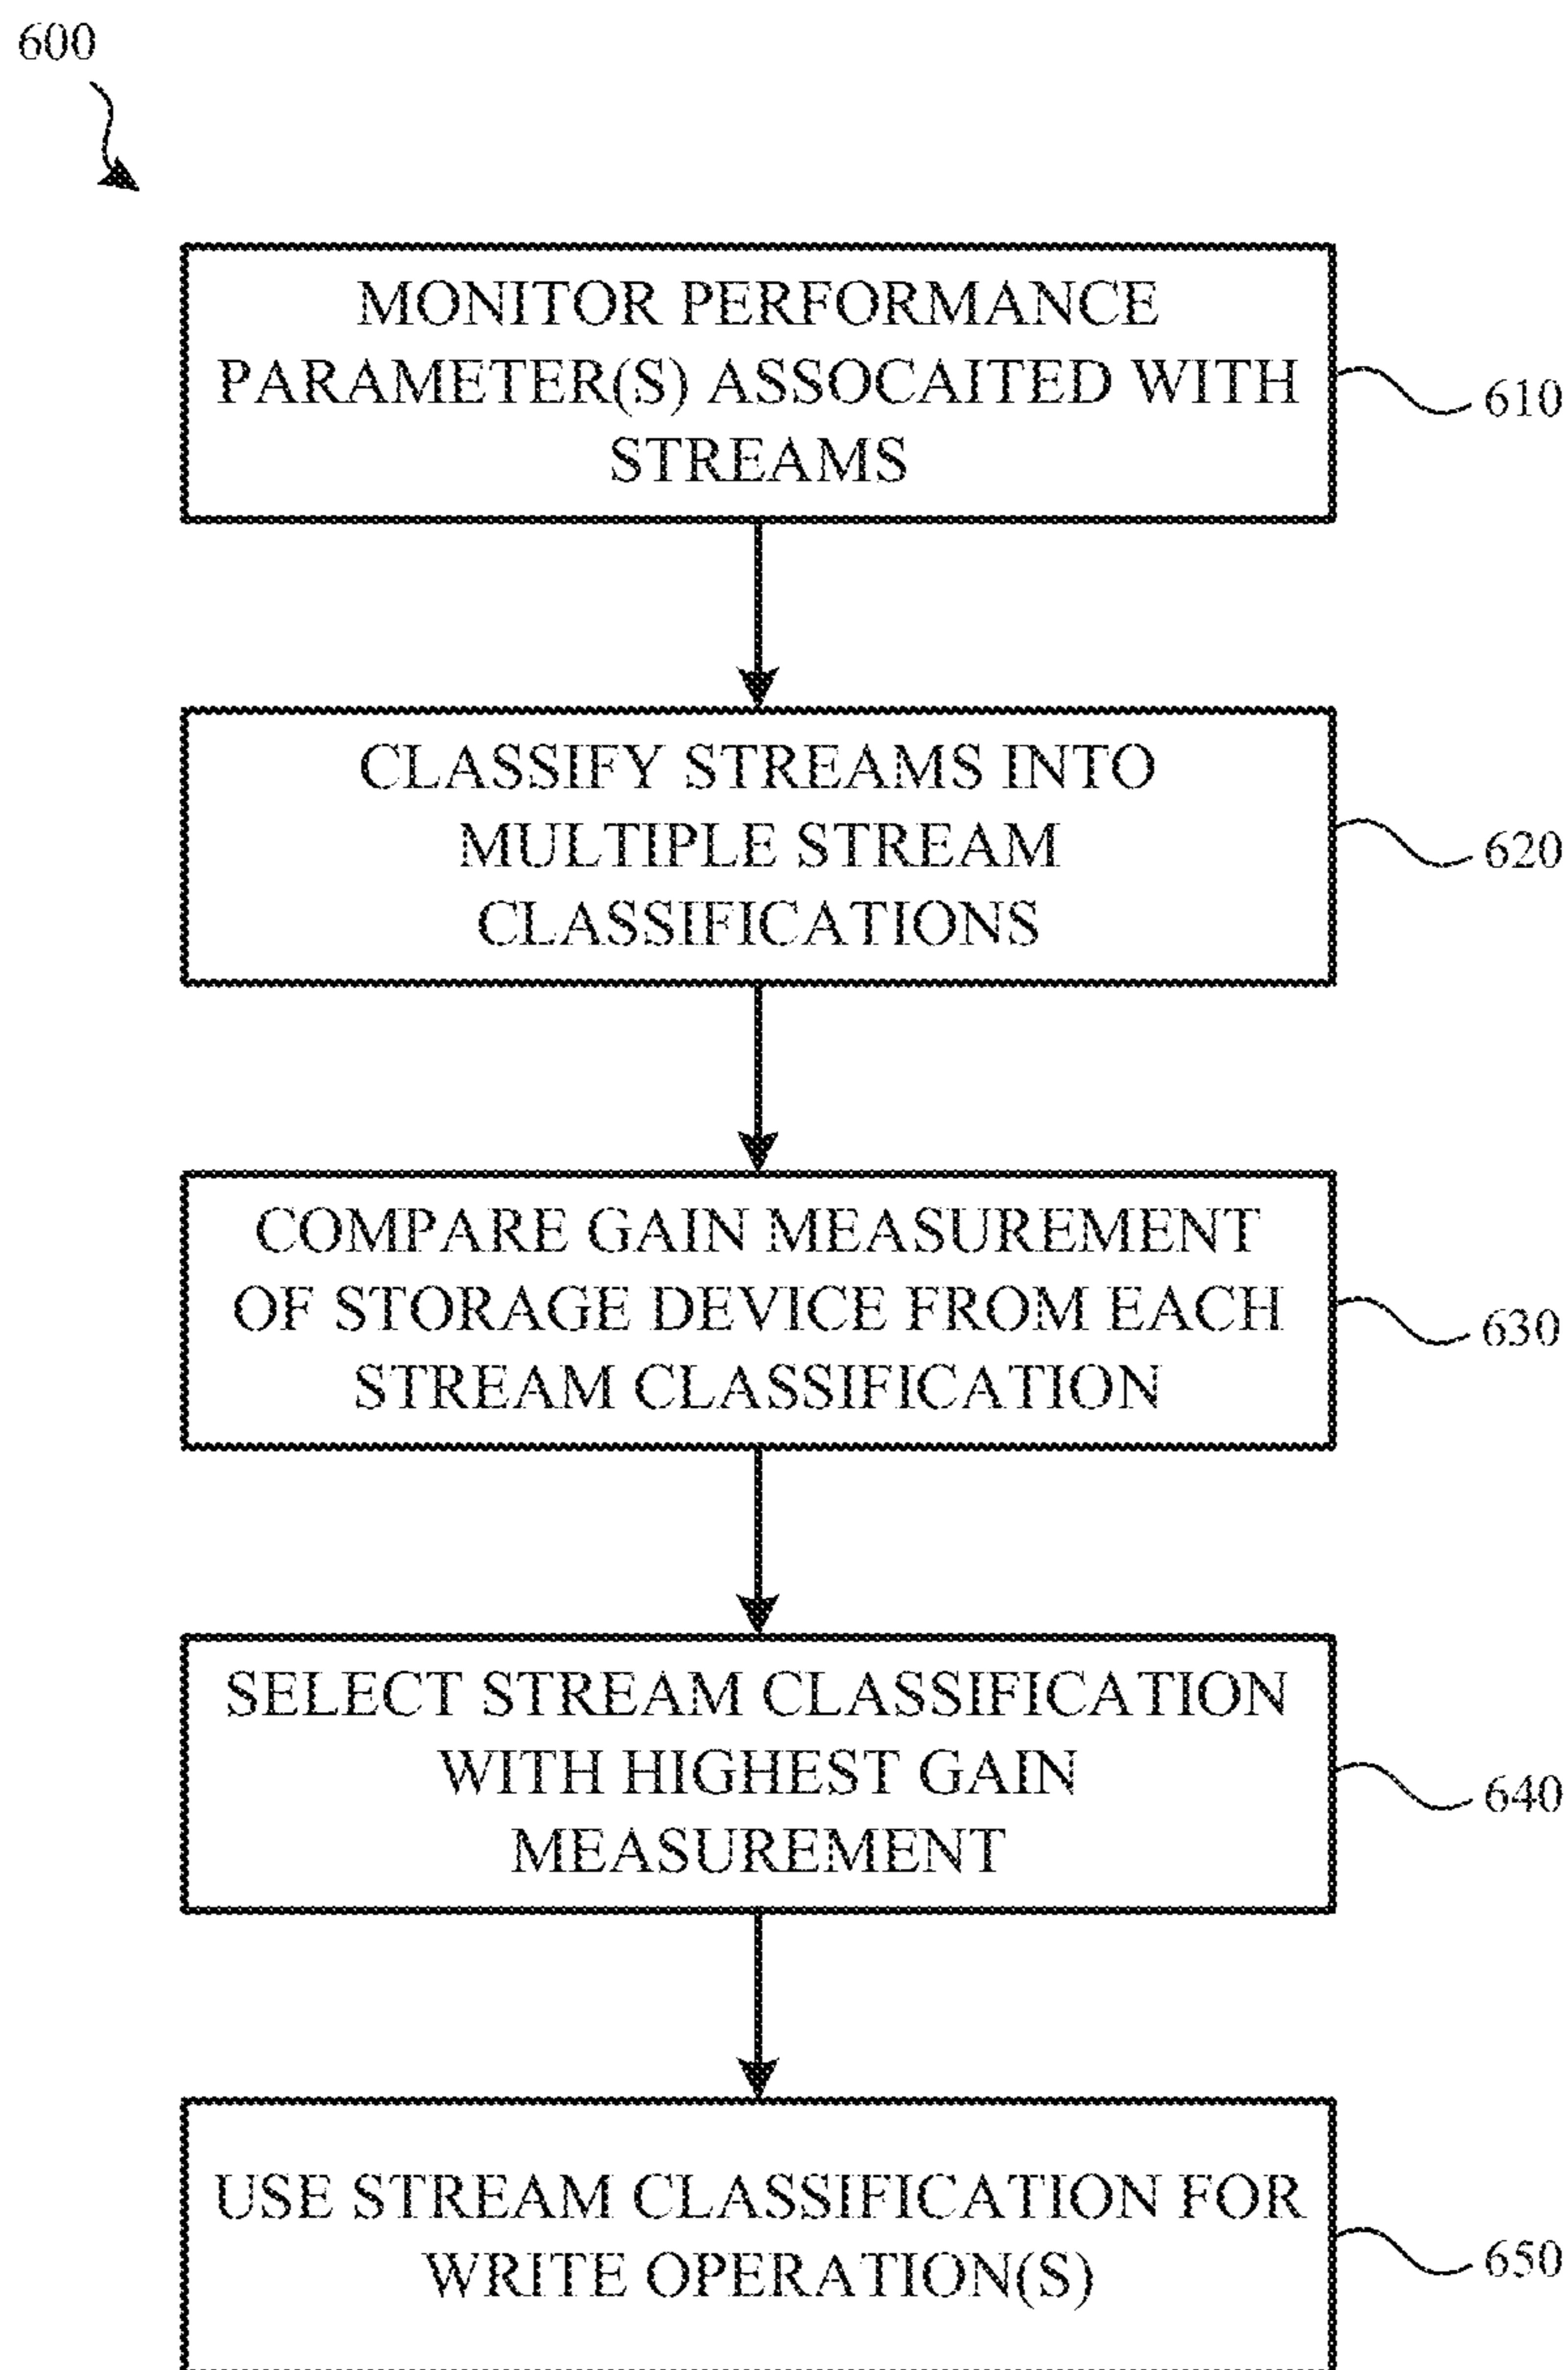 600
MONITOR PERFORMANCE
PARAMETER(S) ASSOCAITED WITH
STREAMS
610
CLASSIFY STREAMS INTO
MULTIPLE STREAM
CLASSIFICATIONS
620
COMPARE GAIN MEASUREMENT
OF STORAGE DEVICE FROM EACH
STREAM CLASSIFICATION
630
SELECT STREAM CLASSIFICATION
WITH HIGHEST GAIN
MEASUREMENT
640
USE STREAM CLASSIFICATION FOR
WRITE OPERATION(S)
650